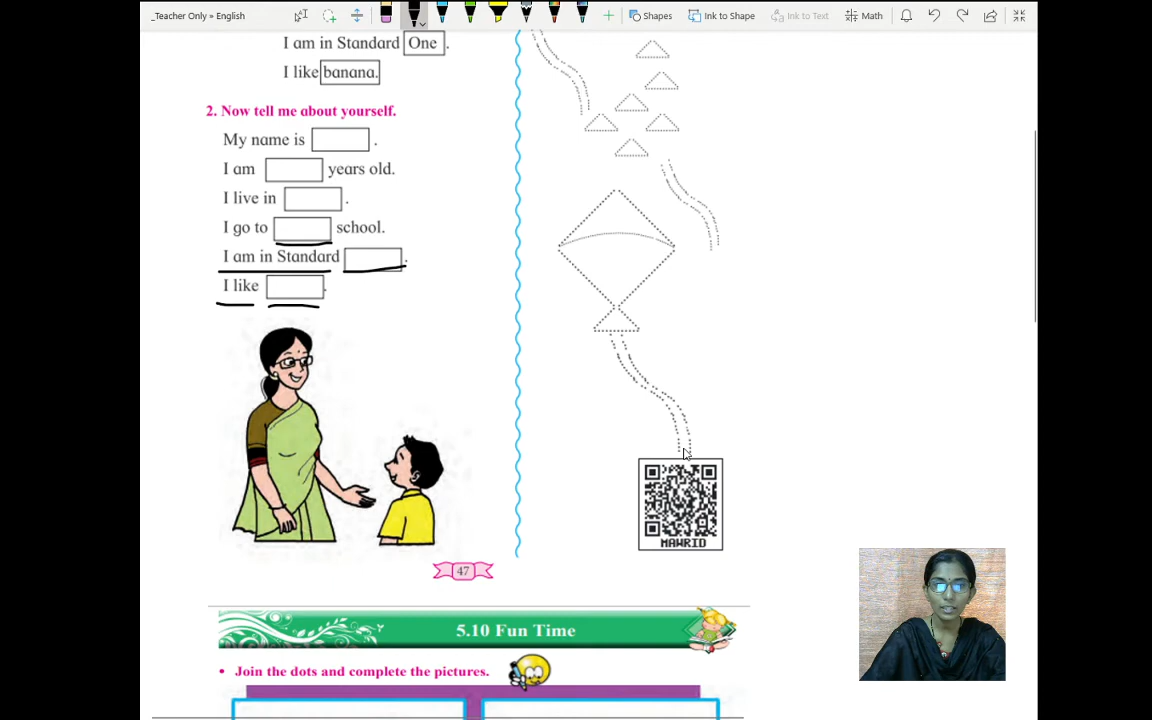 _Teacher Only » English
Shapes
Ink to Shape
Ink to Text
Math
I am in Standard One .
I like banana.
2. Now tell me about yourself.
My name is .
I am years old.
I live in .
I go to school.
I am in Standard .
I like .
MAWRID
47
5.10 Fun Time
• Join the dots and complete the pictures.